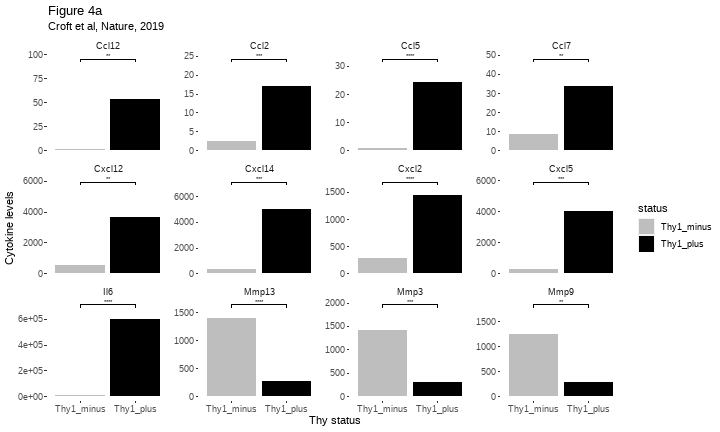 Figure 4a
Croft et al, Nature, 2019
Ccl12 Ccl2 Ccl5 Ccl7
** *** **** **
100
75
50
25
0
25
20
15
10
5
0
30
20
10
0
50
40
30
20
10
0
Cxcl12 Cxcl14 Cxcl2 Cxcl5
** *** **** ***
6000
4000
2000
0
6000
4000
2000
0
1500
1000
500
0
6000
4000
2000
0
Il6 Mmp13 Mmp3 Mmp9
**** **** *** **
6e+05
4e+05
2e+05
0e+00
1500
1000
500
0
2000
1500
1000
500
0
1500
1000
500
0
Thy1_minus Thy1_plus Thy1_minus Thy1_plus Thy1_minus Thy1_plus Thy1_minus Thy1_plus
Thy status
Cytokine levels
status
Thy1_minus
Thy1_plus